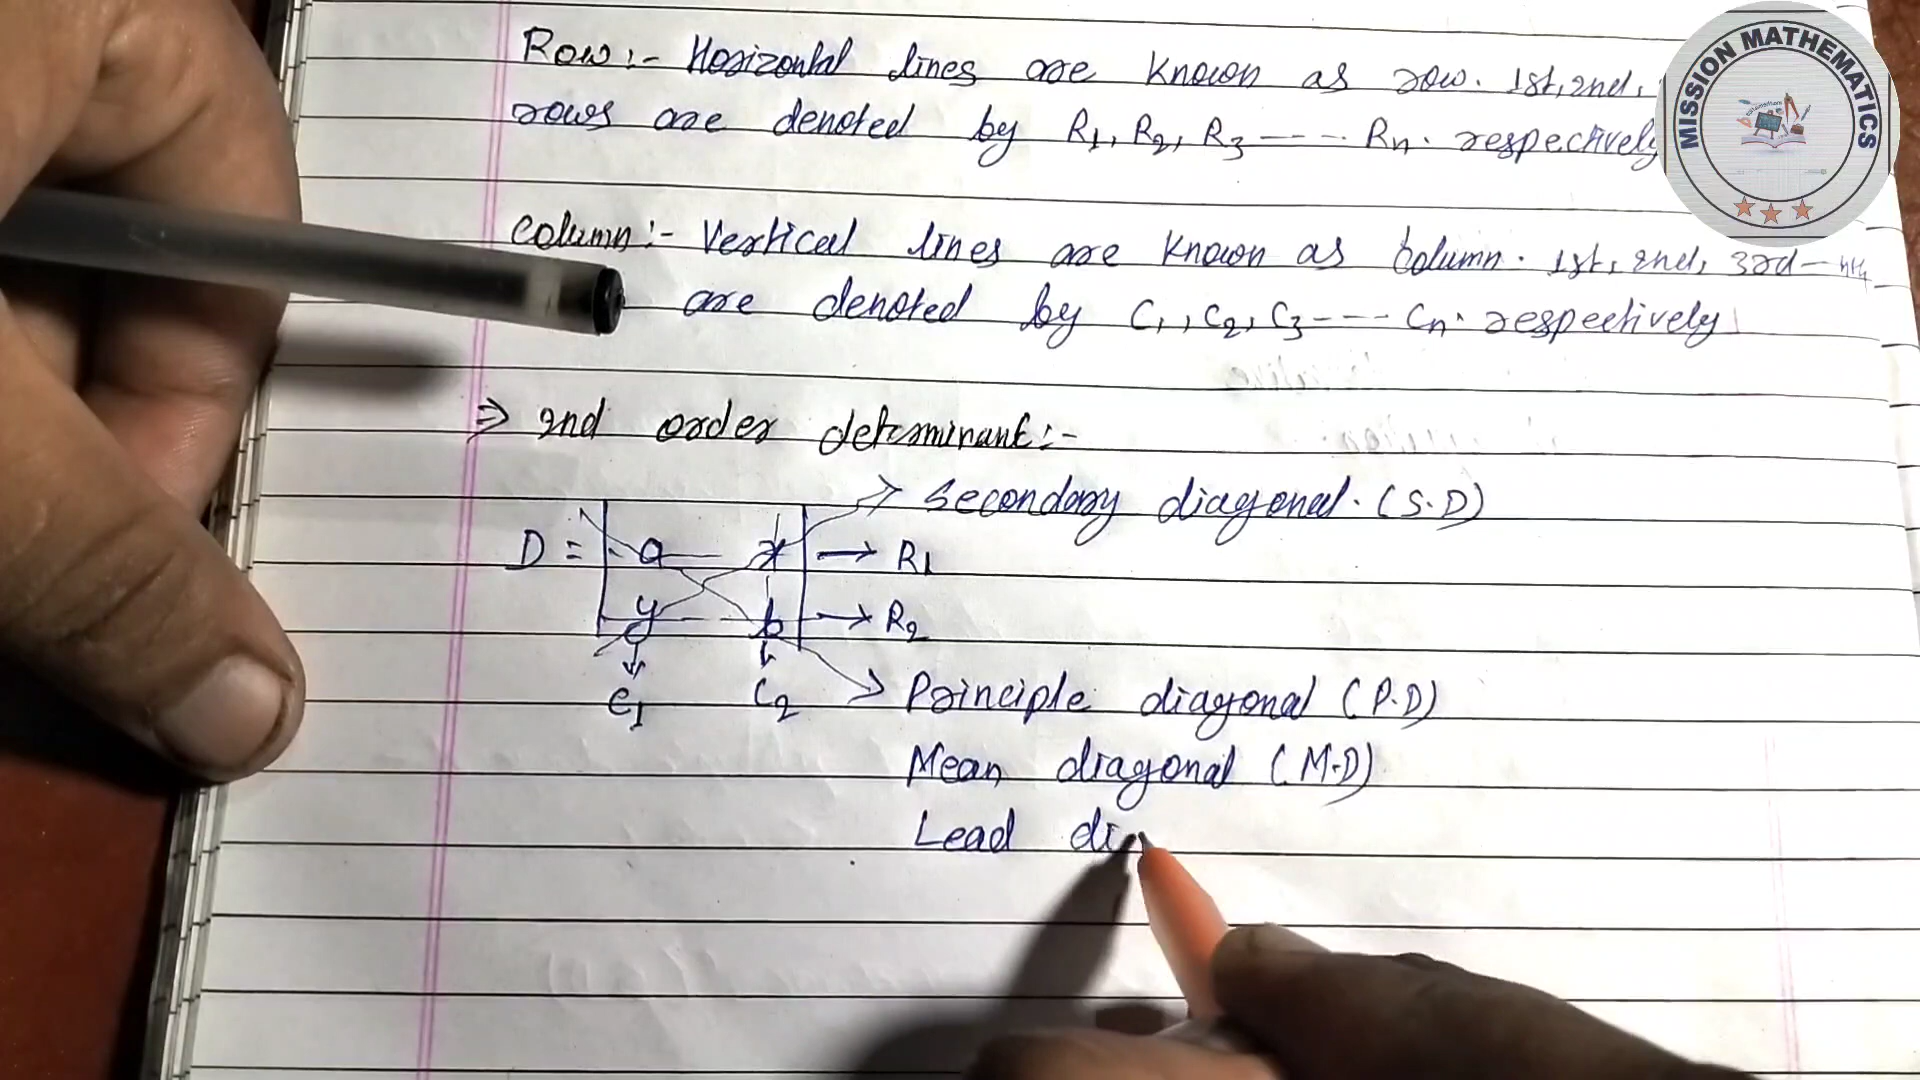 Row:- Horizontal lines are known as row. 1st, 2nd,
rows are denoted by R1, R2, R3 ---- Rn. respectively
Column:- Vertical lines are known as Column. 1st, 2nd, 3rd - nth
are denoted by C1, C2, C3 ---- Cn. respectively
⇒ 2nd order determinant:-
Secondary diagonal. (S.D)
D = | a x | → R1
y b → R2
C1 C2
Principle diagonal (P.D)
Mean diagonal (M.D)
Lead dia
MISSION MATHEMATICS